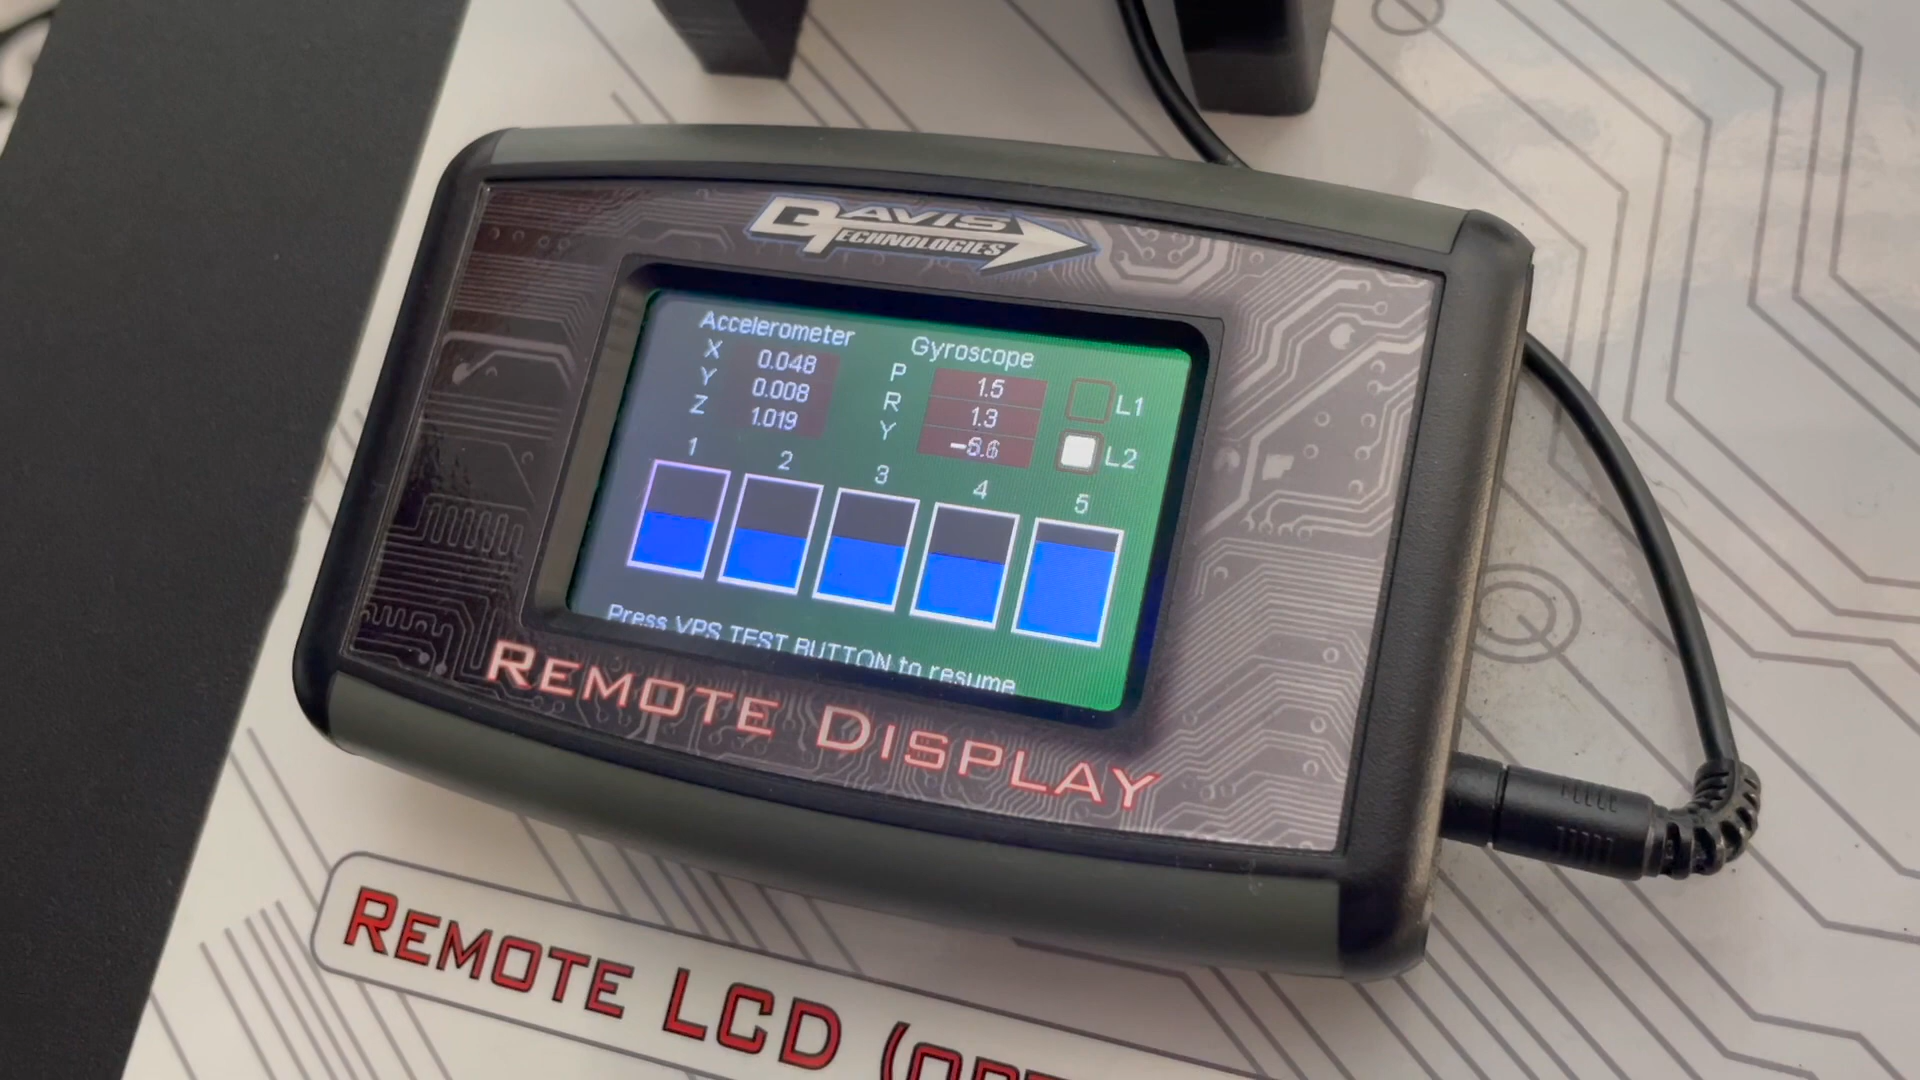 DAVIS
TECHNOLOGIES
Accelerometer
X 0.048
Y 0.008
Z 1.019
Gyroscope
P 1.5
R 1.3
Y
L1
L2
1 2 3 4 5
Press VPS TEST BUTTON to resume
REMOTE DISPLAY
REMOTE LCD